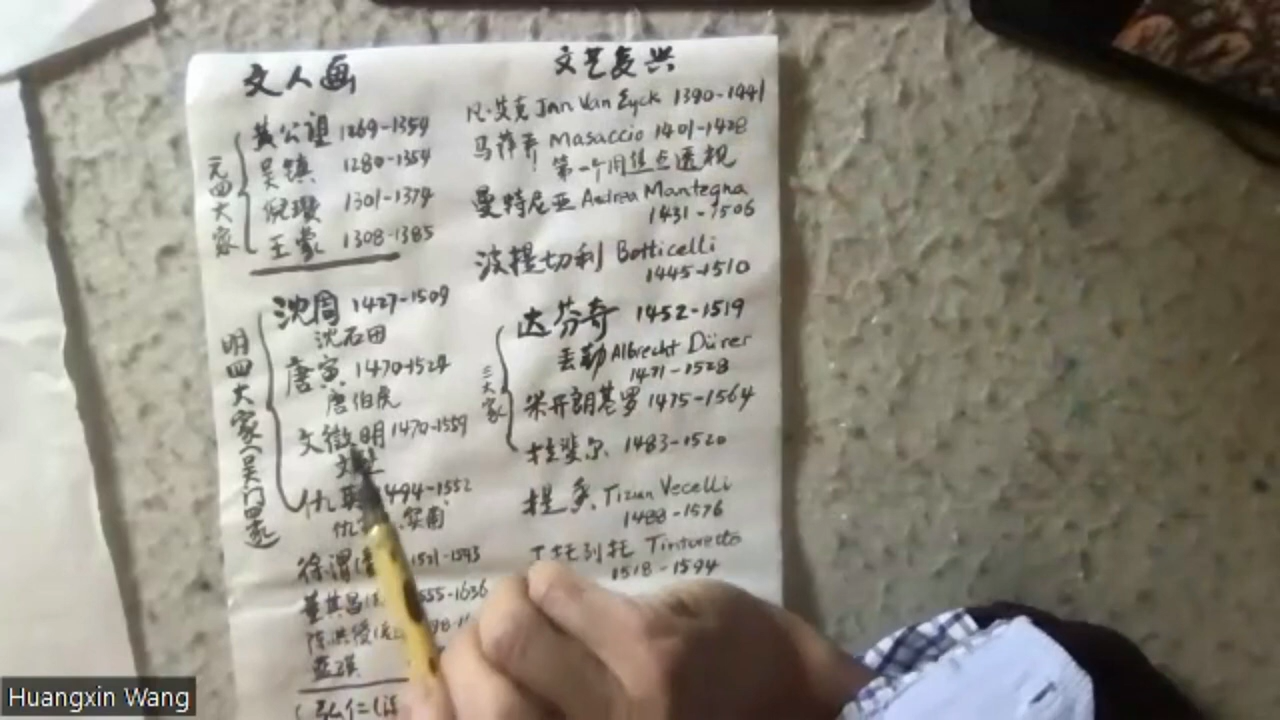 文人画
元四大家
黄公望 1269-1354
吴镇 1280-1354
倪瓒 1301-1374
王蒙 1308-1385
明四大家(吴门四家)
沈周 1427-1509
沈石田
唐寅 1470-1524
唐伯虎
文徵明 1470-1559
仇英 1494-1552
徐渭
董其昌 1555-1636
陈洪绶
蓝瑛
弘仁
文艺复兴
凡·艾克 Jan Van Eyck 1390-1441
马萨乔 Masaccio 1401-1428
第一个用焦点透视
曼特尼亚 Andrea Mantegna
1431-1506
波提切利 Botticelli
1445-1510
三大家
达芬奇 1452-1519
丢勒 Albrecht Dürer
1471-1528
米开朗基罗 1475-1564
拉斐尔 1483-1520
提香 Tizian Vecelli
1488-1576
丁托列托 Tintoretto
1518-1594
Huangxin Wang